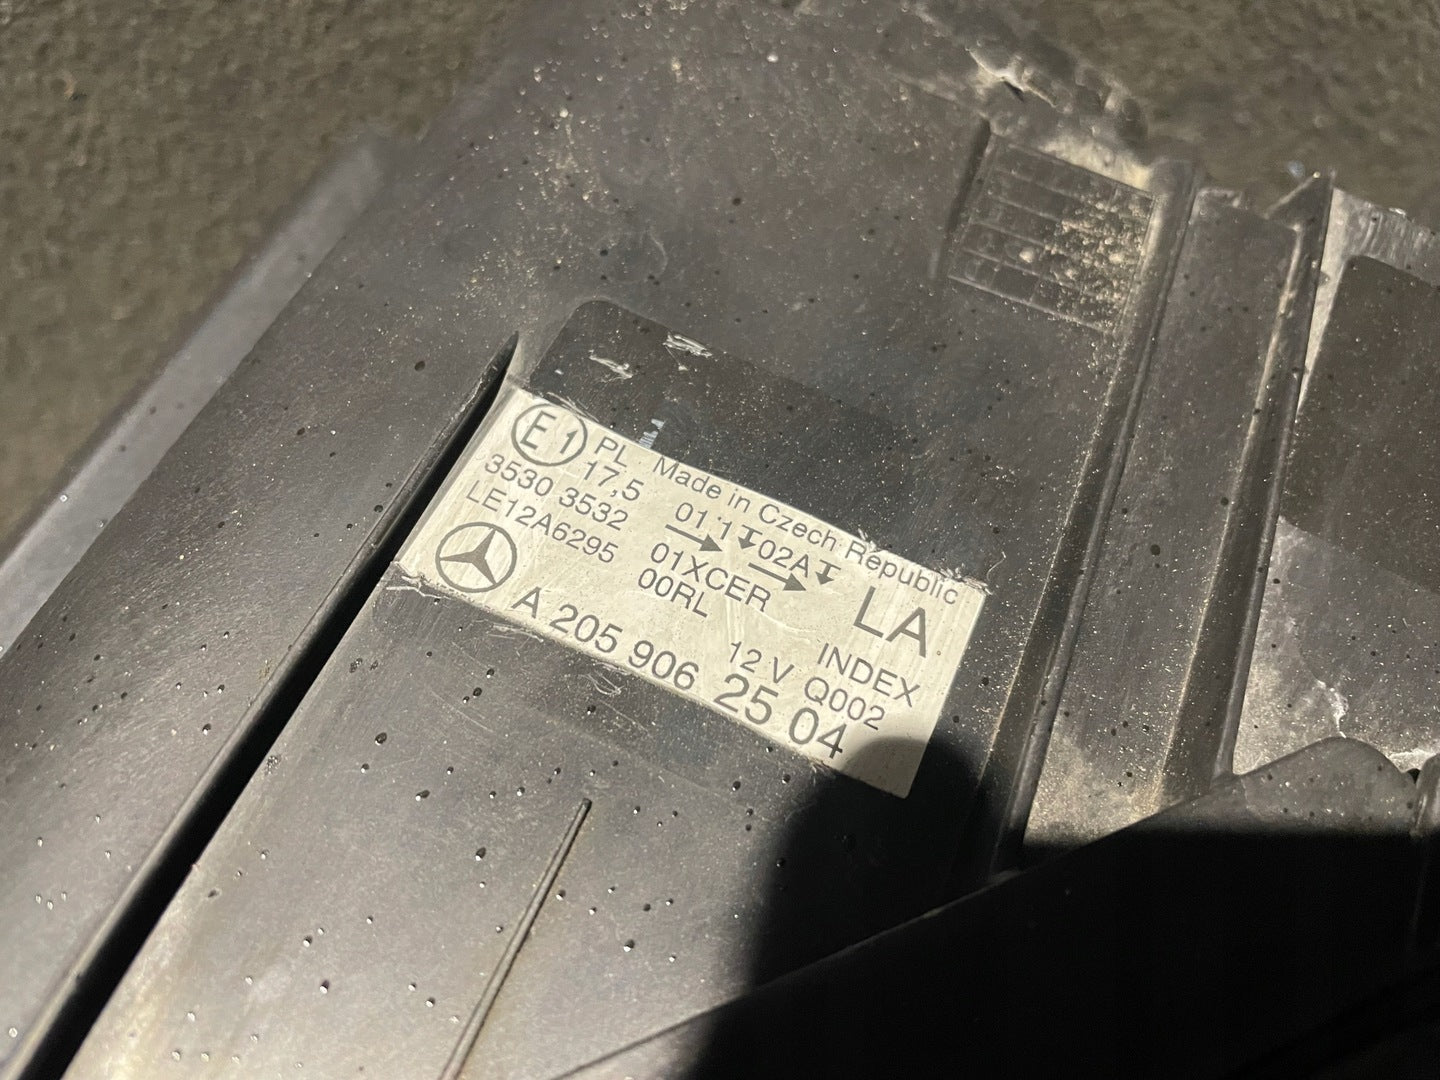 E1 PL Made in Czech Republic
17,5
3530 3532 01 1 02A LA
LE12A6295 01XCER
00RL INDEX
12 V Q002
A 205 906 25 04